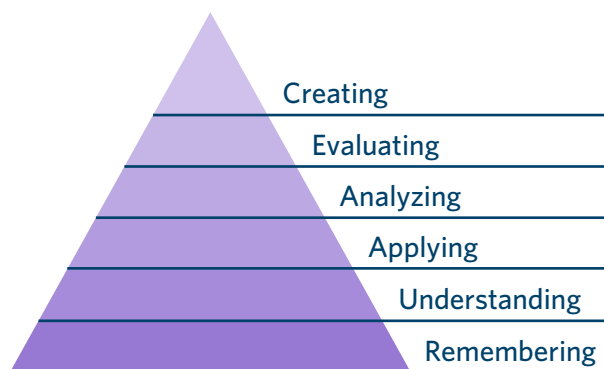 Creating
Evaluating
Analyzing
Applying
Understanding
Remembering